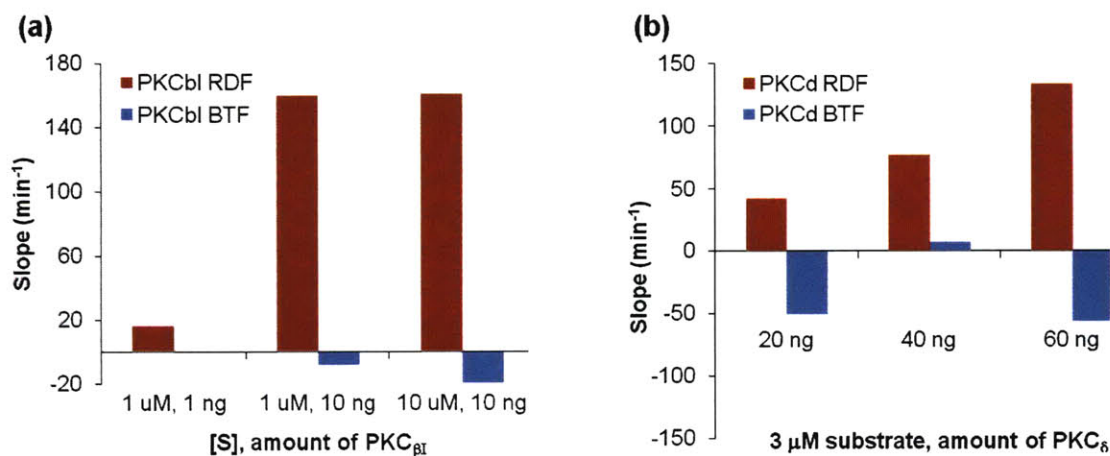 (a)
180
140
100
60
20
-20
Slope (min⁻¹)
PKCbI RDF
PKCbI BTF
1 uM, 1 ng
1 uM, 10 ng
10 uM, 10 ng
[S], amount of PKCβI
(b)
150
100
50
0
-50
-100
-150
Slope (min⁻¹)
PKCd RDF
PKCd BTF
20 ng
40 ng
60 ng
3 μM substrate, amount of PKCδ